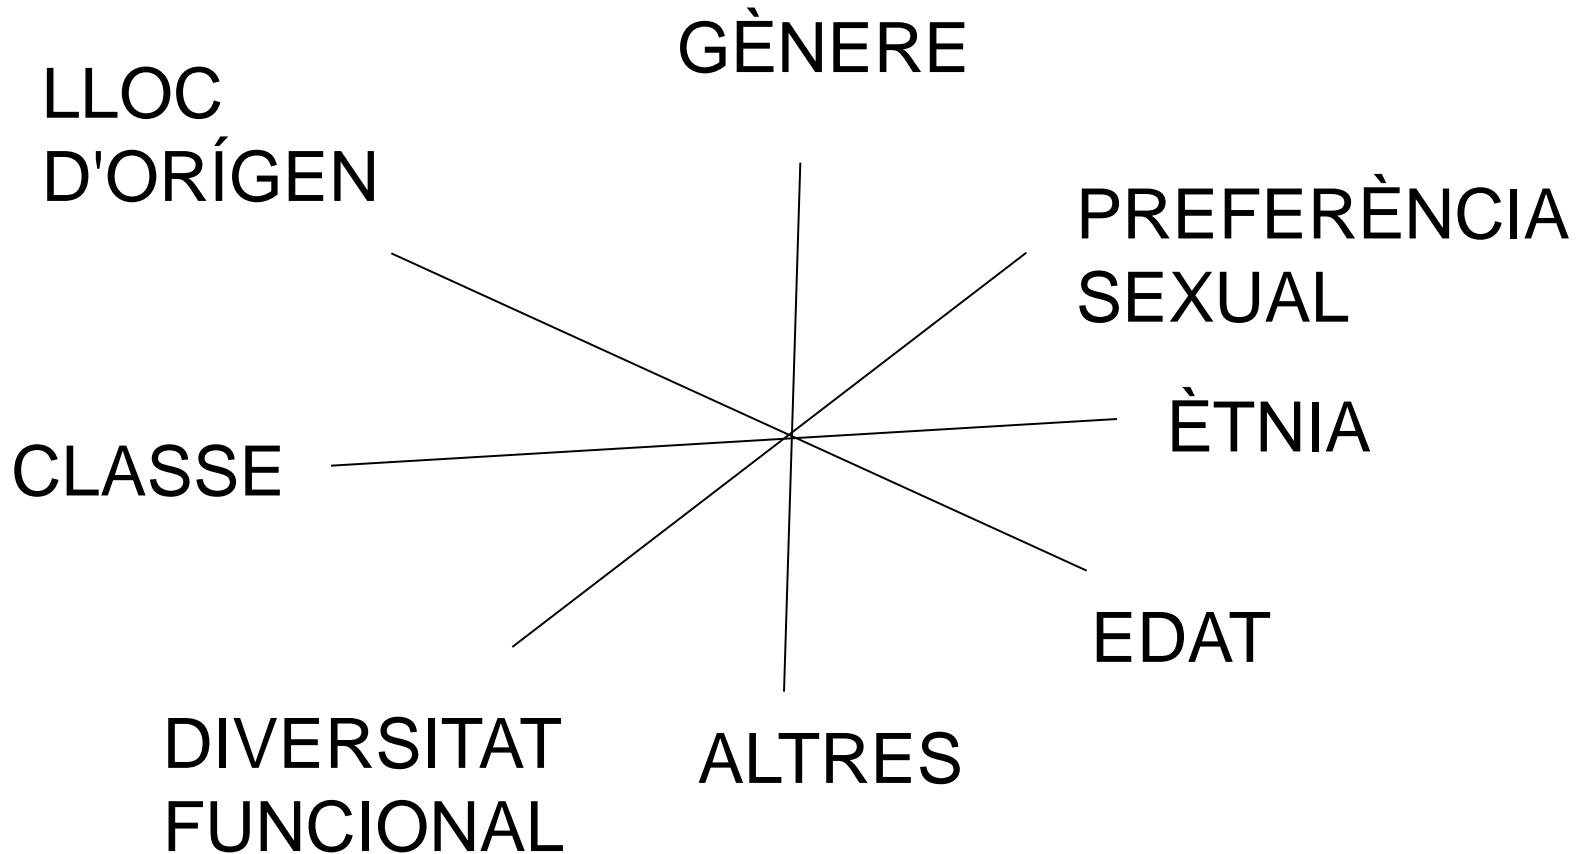 GÈNERE
LLOC
D'ORÍGEN
PREFERÈNCIA
SEXUAL
ÈTNIA
CLASSE
EDAT
DIVERSITAT
FUNCIONAL
ALTRES